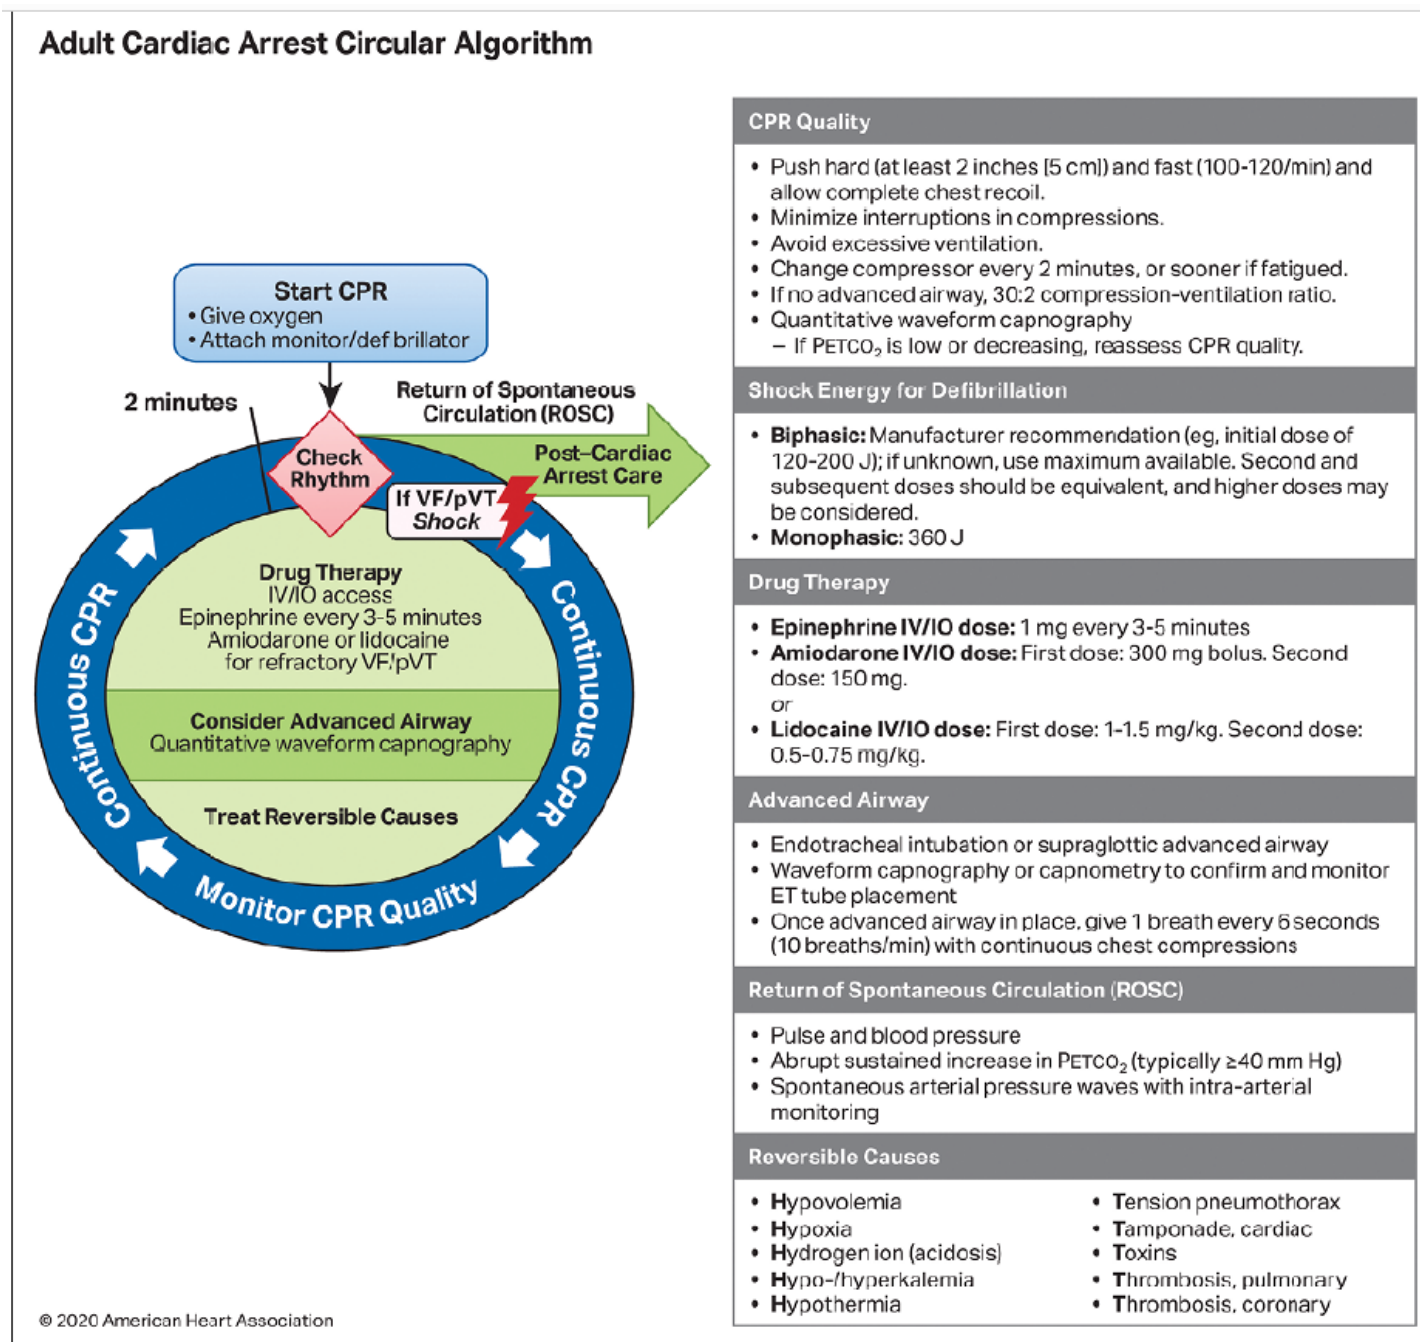 Adult Cardiac Arrest Circular Algorithm
Start CPR
• Give oxygen
• Attach monitor/def brillator
2 minutes
Return of Spontaneous
Circulation (ROSC)
Post–Cardiac
Arrest Care
Check
Rhythm
If VF/pVT
Shock
Drug Therapy
IV/IO access
Epinephrine every 3-5 minutes
Amiodarone or lidocaine
for refractory VF/pVT
Consider Advanced Airway
Quantitative waveform capnography
Treat Reversible Causes
Continuous CPR
Continuous CPR
Monitor CPR Quality
CPR Quality
• Push hard (at least 2 inches [5 cm]) and fast (100-120/min) and
allow complete chest recoil.
• Minimize interruptions in compressions.
• Avoid excessive ventilation.
• Change compressor every 2 minutes, or sooner if fatigued.
• If no advanced airway, 30:2 compression-ventilation ratio.
• Quantitative waveform capnography
– If PETCO₂ is low or decreasing, reassess CPR quality.
Shock Energy for Defibrillation
• Biphasic: Manufacturer recommendation (eg, initial dose of
120-200 J); if unknown, use maximum available. Second and
subsequent doses should be equivalent, and higher doses may
be considered.
• Monophasic: 360 J
Drug Therapy
• Epinephrine IV/IO dose: 1 mg every 3-5 minutes
• Amiodarone IV/IO dose: First dose: 300 mg bolus. Second
dose: 150 mg.
or
• Lidocaine IV/IO dose: First dose: 1-1.5 mg/kg. Second dose:
0.5-0.75 mg/kg.
Advanced Airway
• Endotracheal intubation or supraglottic advanced airway
• Waveform capnography or capnometry to confirm and monitor
ET tube placement
• Once advanced airway in place, give 1 breath every 6 seconds
(10 breaths/min) with continuous chest compressions
Return of Spontaneous Circulation (ROSC)
• Pulse and blood pressure
• Abrupt sustained increase in PETCO₂ (typically ≥40 mm Hg)
• Spontaneous arterial pressure waves with intra-arterial
monitoring
Reversible Causes
• Hypovolemia
• Hypoxia
• Hydrogen ion (acidosis)
• Hypo-/hyperkalemia
• Hypothermia
• Tension pneumothorax
• Tamponade, cardiac
• Toxins
• Thrombosis, pulmonary
• Thrombosis, coronary
© 2020 American Heart Association